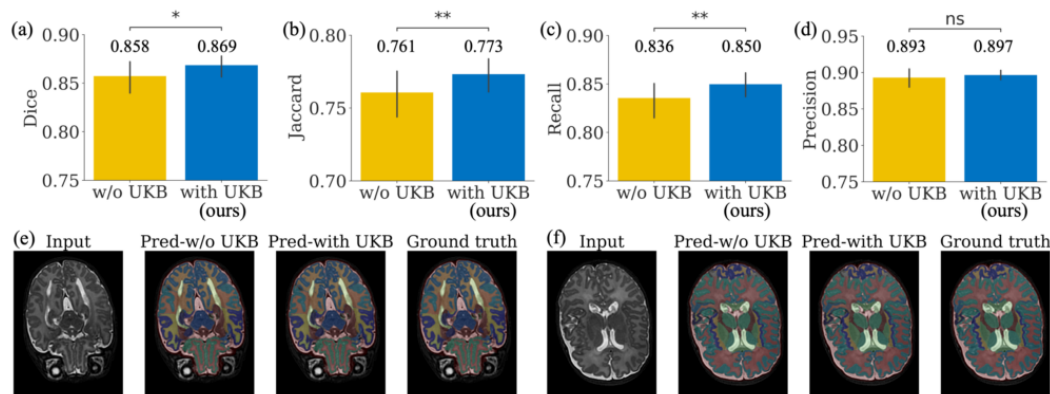 (a)
*
0.90
0.858 0.869
0.85
0.80
0.75
Dice
w/o UKB with UKB
(ours)
(b)
**
0.80
0.761 0.773
0.75
0.70
Jaccard
w/o UKB with UKB
(ours)
(c)
**
0.90
0.836 0.850
0.85
0.80
0.75
Recall
w/o UKB with UKB
(ours)
(d)
ns
0.95
0.893 0.897
0.90
0.85
0.80
0.75
Precision
w/o UKB with UKB
(ours)
(e) Input Pred-w/o UKB Pred-with UKB Ground truth
(f) Input Pred-w/o UKB Pred-with UKB Ground truth